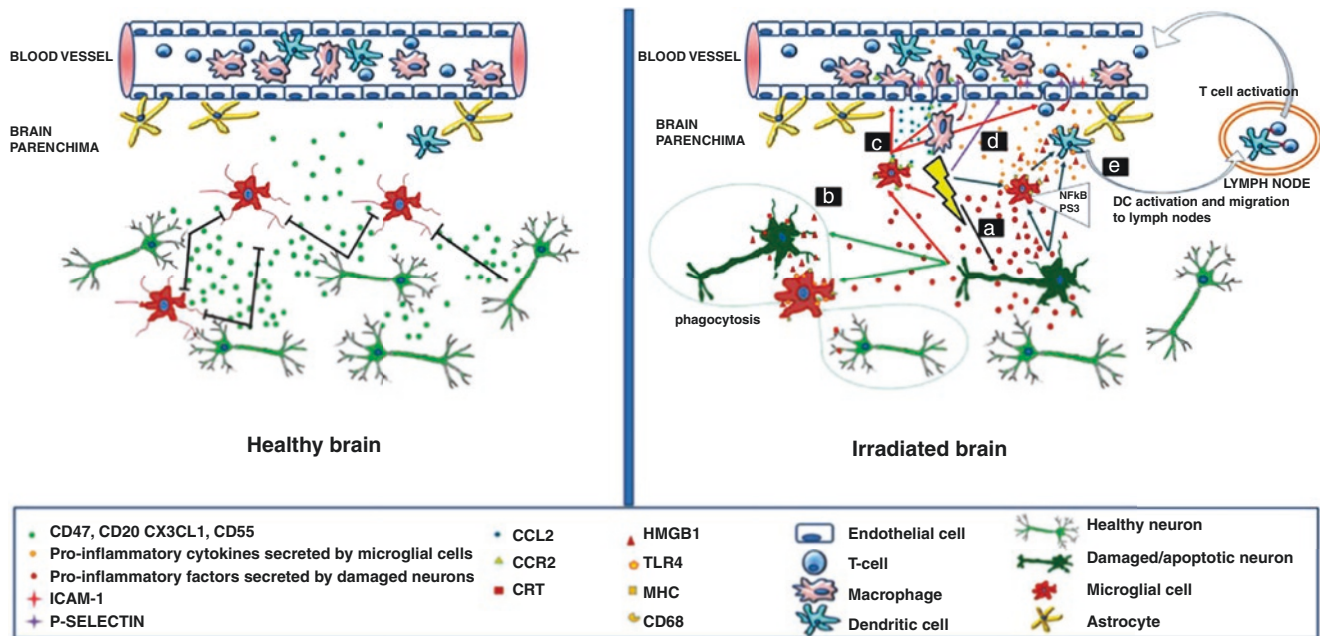 BLOOD VESSEL
BRAIN
PARENCHIMA
Healthy brain
BLOOD VESSEL
BRAIN
PARENCHIMA
c
d
e
b
a
NFkB
PS3
phagocytosis
T cell activation
LYMPH NODE
DC activation and migration
to lymph nodes
Irradiated brain
CD47, CD20 CX3CL1, CD55
Pro-inflammatory cytokines secreted by microglial cells
Pro-inflammatory factors secreted by damaged neurons
ICAM-1
P-SELECTIN
CCL2
CCR2
CRT
HMGB1
TLR4
MHC
CD68
Endothelial cell
T-cell
Macrophage
Dendritic cell
Healthy neuron
Damaged/apoptotic neuron
Microglial cell
Astrocyte